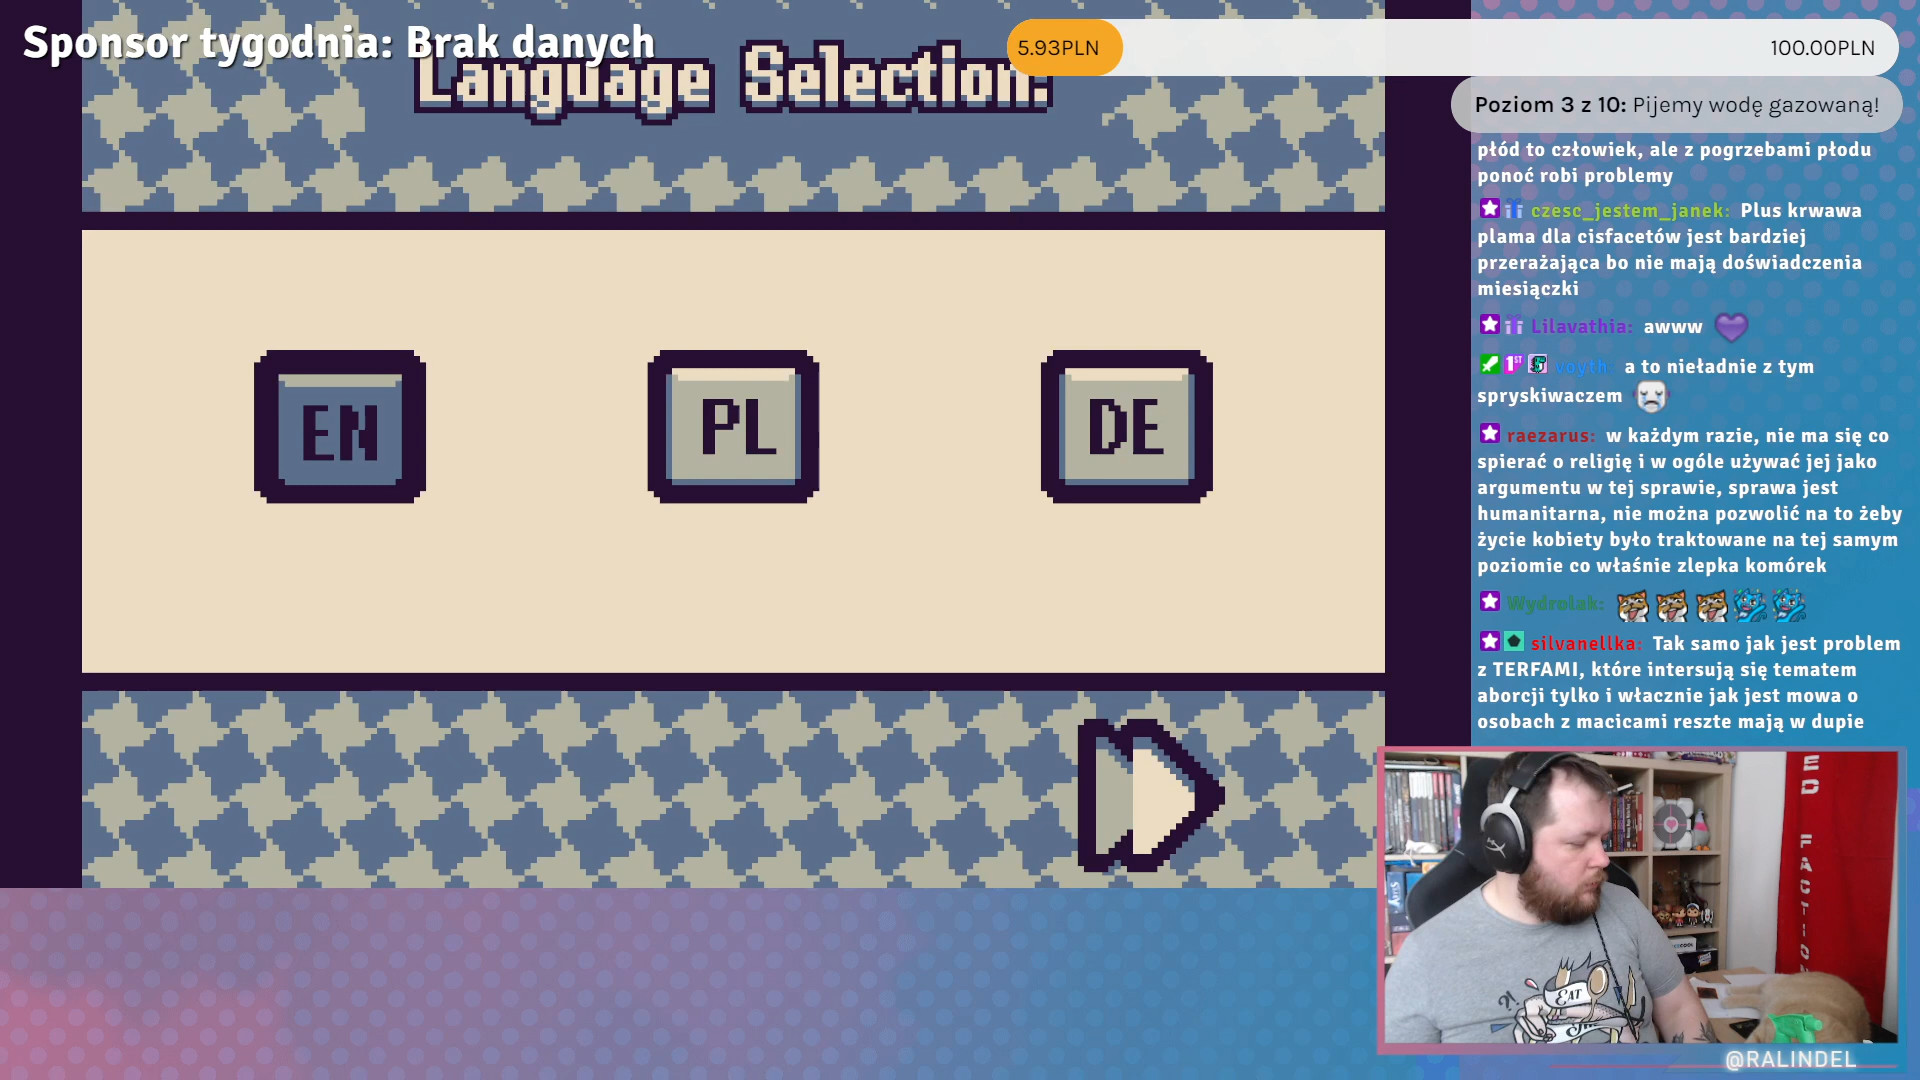 Sponsor tygodnia: Brak danych
5.93PLN
100.00PLN
Language Selection:
Poziom 3 z 10: Pijemy wodę gazowaną!
płód to człowiek, ale z pogrzebami płodu
ponoć robi problemy
czesc_jestem_janek: Plus krwawa
plama dla cisfacetów jest bardziej
przerażająca bo nie mają doświadczenia
miesiączki
Lilavathia: awww
1ST voyth: a to nieładnie z tym
spryskiwaczem
raezarus: w każdym razie, nie ma się co
spierać o religię i w ogóle używać jej jako
argumentu w tej sprawie, sprawa jest
humanitarna, nie można pozwolić na to żeby
życie kobiety było traktowane na tej samym
poziomie co właśnie zlepka komórek
Wydrolak:
silvanellka: Tak samo jak jest problem
z TERFAMI, które intersują się tematem
aborcji tylko i włacznie jak jest mowa o
osobach z macicami reszte mają w dupie
EN
PL
DE
ED FACTION
EAT
@RALINDEL